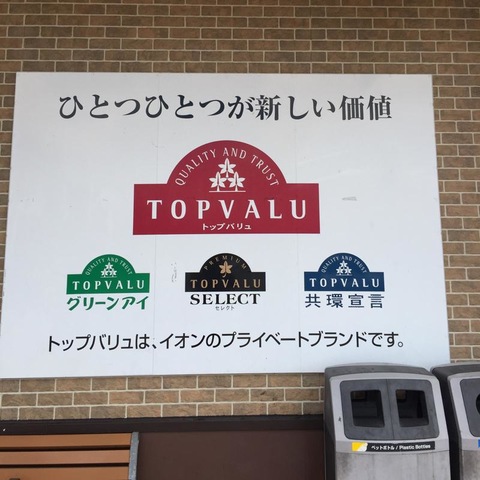 ひとつひとつが新しい価値
QUALITY AND TRUST
TOPVALU
トップバリュ
QUALITY AND TRUST
TOPVALU
グリーンアイ
PREMIUM
TOPVALU
SELECT
セレクト
QUALITY AND TRUST
TOPVALU
共環宣言
トップバリュは、イオンのプライベートブランドです。
ペットボトル / Plastic Bottles